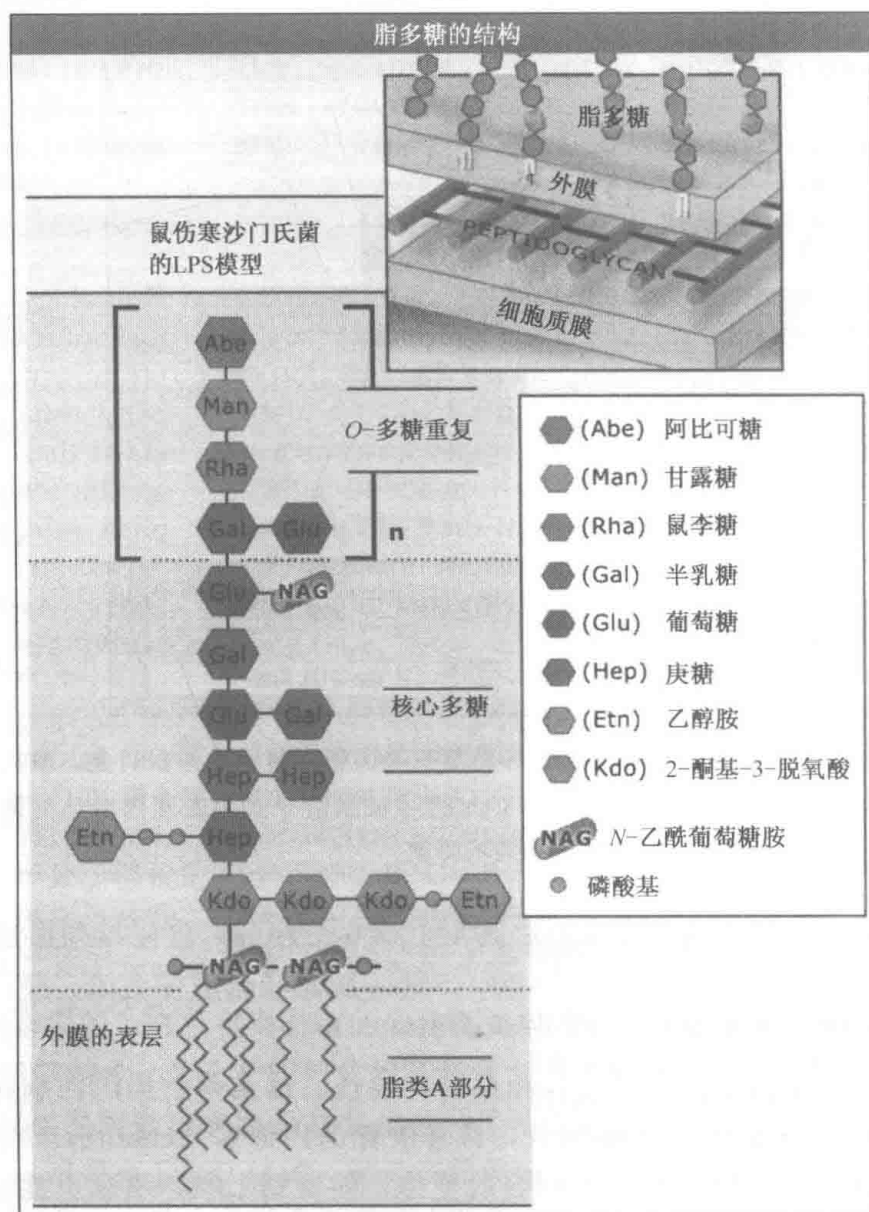 脂多糖的结构
脂多糖
外膜
PEPTIDOGLYCAN
细胞质膜
鼠伤寒沙门氏菌
的LPS模型
Abe
Man
Rha
Gal Glu
n
O-多糖重复
Glu NAG
Gal
Glu Gal
Hep Hep
Etn Hep
Kdo Kdo Kdo Etn
NAG NAG
核心多糖
外膜的表层
脂类A部分
(Abe) 阿比可糖
(Man) 甘露糖
(Rha) 鼠李糖
(Gal) 半乳糖
(Glu) 葡萄糖
(Hep) 庚糖
(Etn) 乙醇胺
(Kdo) 2-酮基-3-脱氧酸
NAG N-乙酰葡萄糖胺
磷酸基